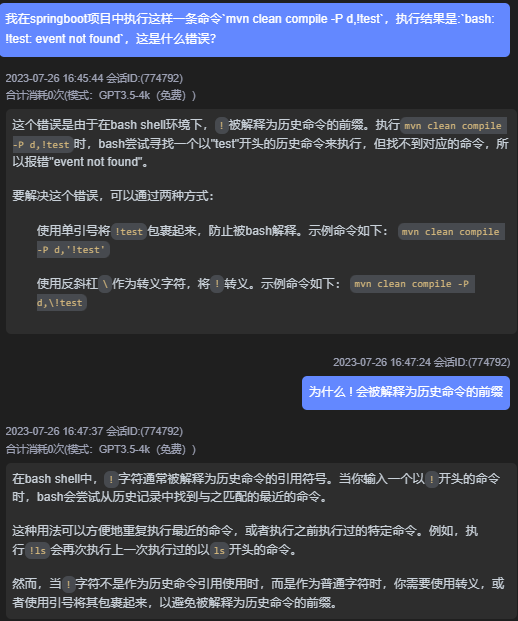 我在springboot项目中执行这样一条命令`mvn clean compile -P d,!test`，执行结果是:`bash:
!test: event not found`，这是什么错误?
2023-07-26 16:45:44 会话ID:(774792)
合计消耗0次(模式：GPT3.5-4k（免费）)
这个错误是由于在bash shell环境下，!被解释为历史命令的前缀。执行mvn clean compile
-P d,!test时，bash尝试寻找一个以"test"开头的历史命令来执行，但找不到对应的命令，所
以报错"event not found"。
要解决这个错误，可以通过两种方式：
使用单引号将!test包裹起来，防止被bash解释。示例命令如下： mvn clean compile
-P d,'!test'
使用反斜杠\作为转义字符，将!转义。示例命令如下： mvn clean compile -P
d,\!test
2023-07-26 16:47:24 会话ID:(774792)
为什么 ! 会被解释为历史命令的前缀
2023-07-26 16:47:37 会话ID:(774792)
合计消耗0次(模式：GPT3.5-4k（免费）)
在bash shell中，!字符通常被解释为历史命令的引用符号。当你输入一个以!开头的命令
时，bash会尝试从历史记录中找到与之匹配的最近的命令。
这种用法可以方便地重复执行最近的命令，或者执行之前执行过的特定命令。例如，执
行!ls会再次执行上一次执行过的以ls开头的命令。
然而，当!字符不是作为历史命令引用使用时，而是作为普通字符时，你需要使用转义，或
者使用引号将其包裹起来，以避免被解释为历史命令的前缀。